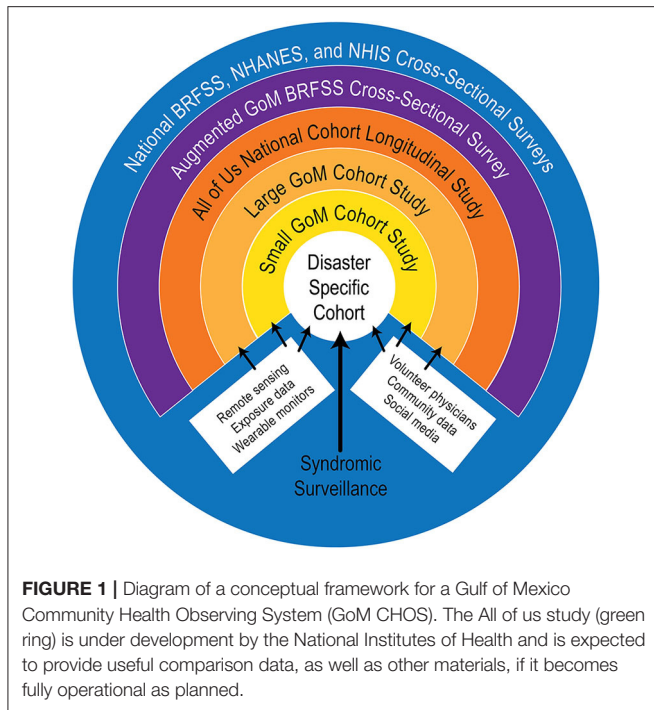 National BRFSS, NHANES, and NHIS Cross-Sectional Surveys
Augmented GoM BRFSS Cross-Sectional Survey
All of Us National Cohort Longitudinal Study
Large GoM Cohort Study
Small GoM Cohort Study
Disaster
Specific
Cohort
Remote sensing
Exposure data
Wearable monitors
Volunteer physicians
Community data
Social media
Syndromic
Surveillance
FIGURE 1 | Diagram of a conceptual framework for a Gulf of Mexico
Community Health Observing System (GoM CHOS). The All of us study (green
ring) is under development by the National Institutes of Health and is expected
to provide useful comparison data, as well as other materials, if it becomes
fully operational as planned.